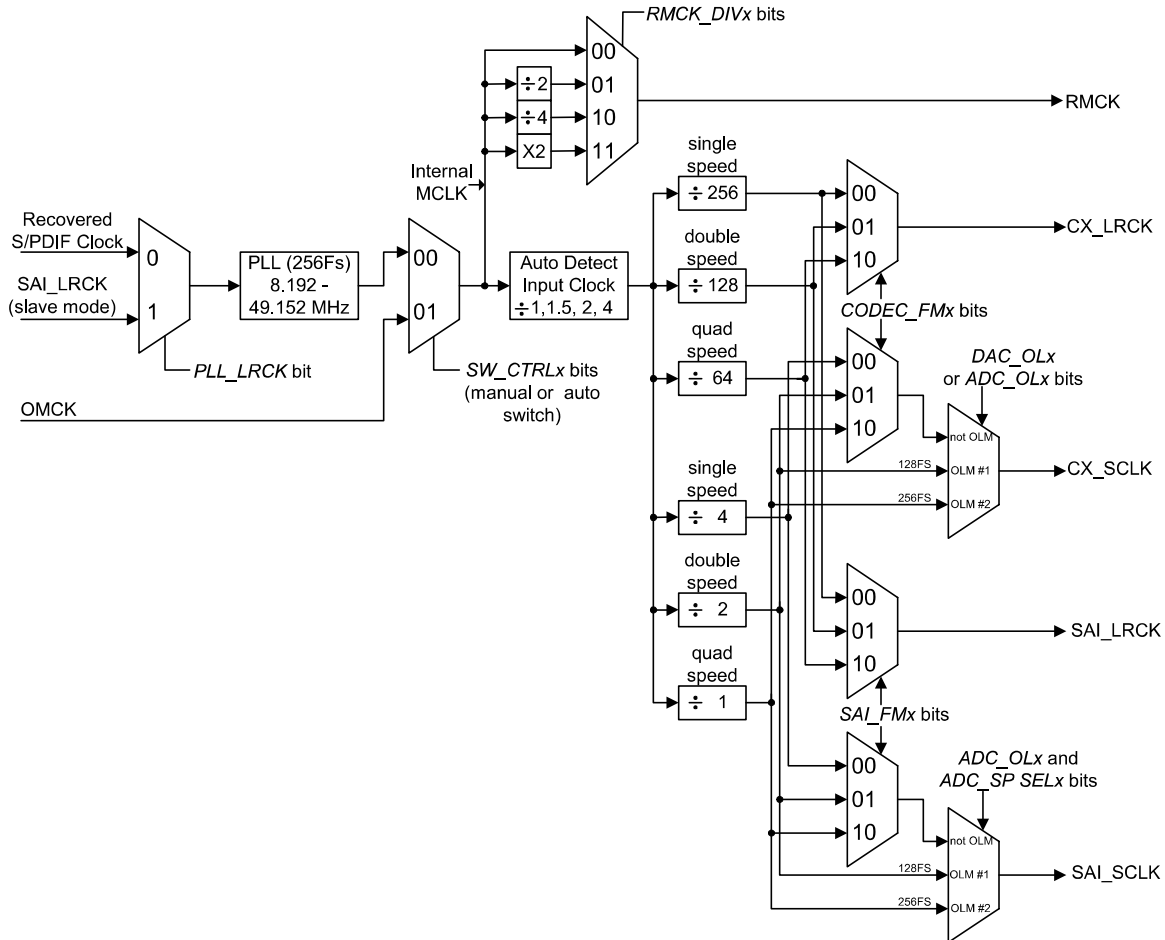 RMCK_DIVx bits
00
÷2
01
÷4
10
X2
11
RMCK
Internal
MCLK
single
speed
÷ 256
00
01
10
CX_LRCK
Recovered
S/PDIF Clock
0
SAI_LRCK
(slave mode)
1
PLL (256Fs)
8.192 -
49.152 MHz
00
01
Auto Detect
Input Clock
÷1,1.5, 2, 4
double
speed
÷ 128
CODEC_FMx bits
PLL_LRCK bit
SW_CTRLx bits
(manual or auto
switch)
OMCK
quad
speed
÷ 64
00
01
10
DAC_OLx
or ADC_OLx bits
not OLM
128FS
OLM #1
256FS
OLM #2
CX_SCLK
single
speed
÷ 4
double
speed
÷ 2
00
01
10
SAI_LRCK
quad
speed
÷ 1
SAI_FMx bits
00
01
10
ADC_OLx and
ADC_SP SELx bits
not OLM
128FS
OLM #1
256FS
OLM #2
SAI_SCLK